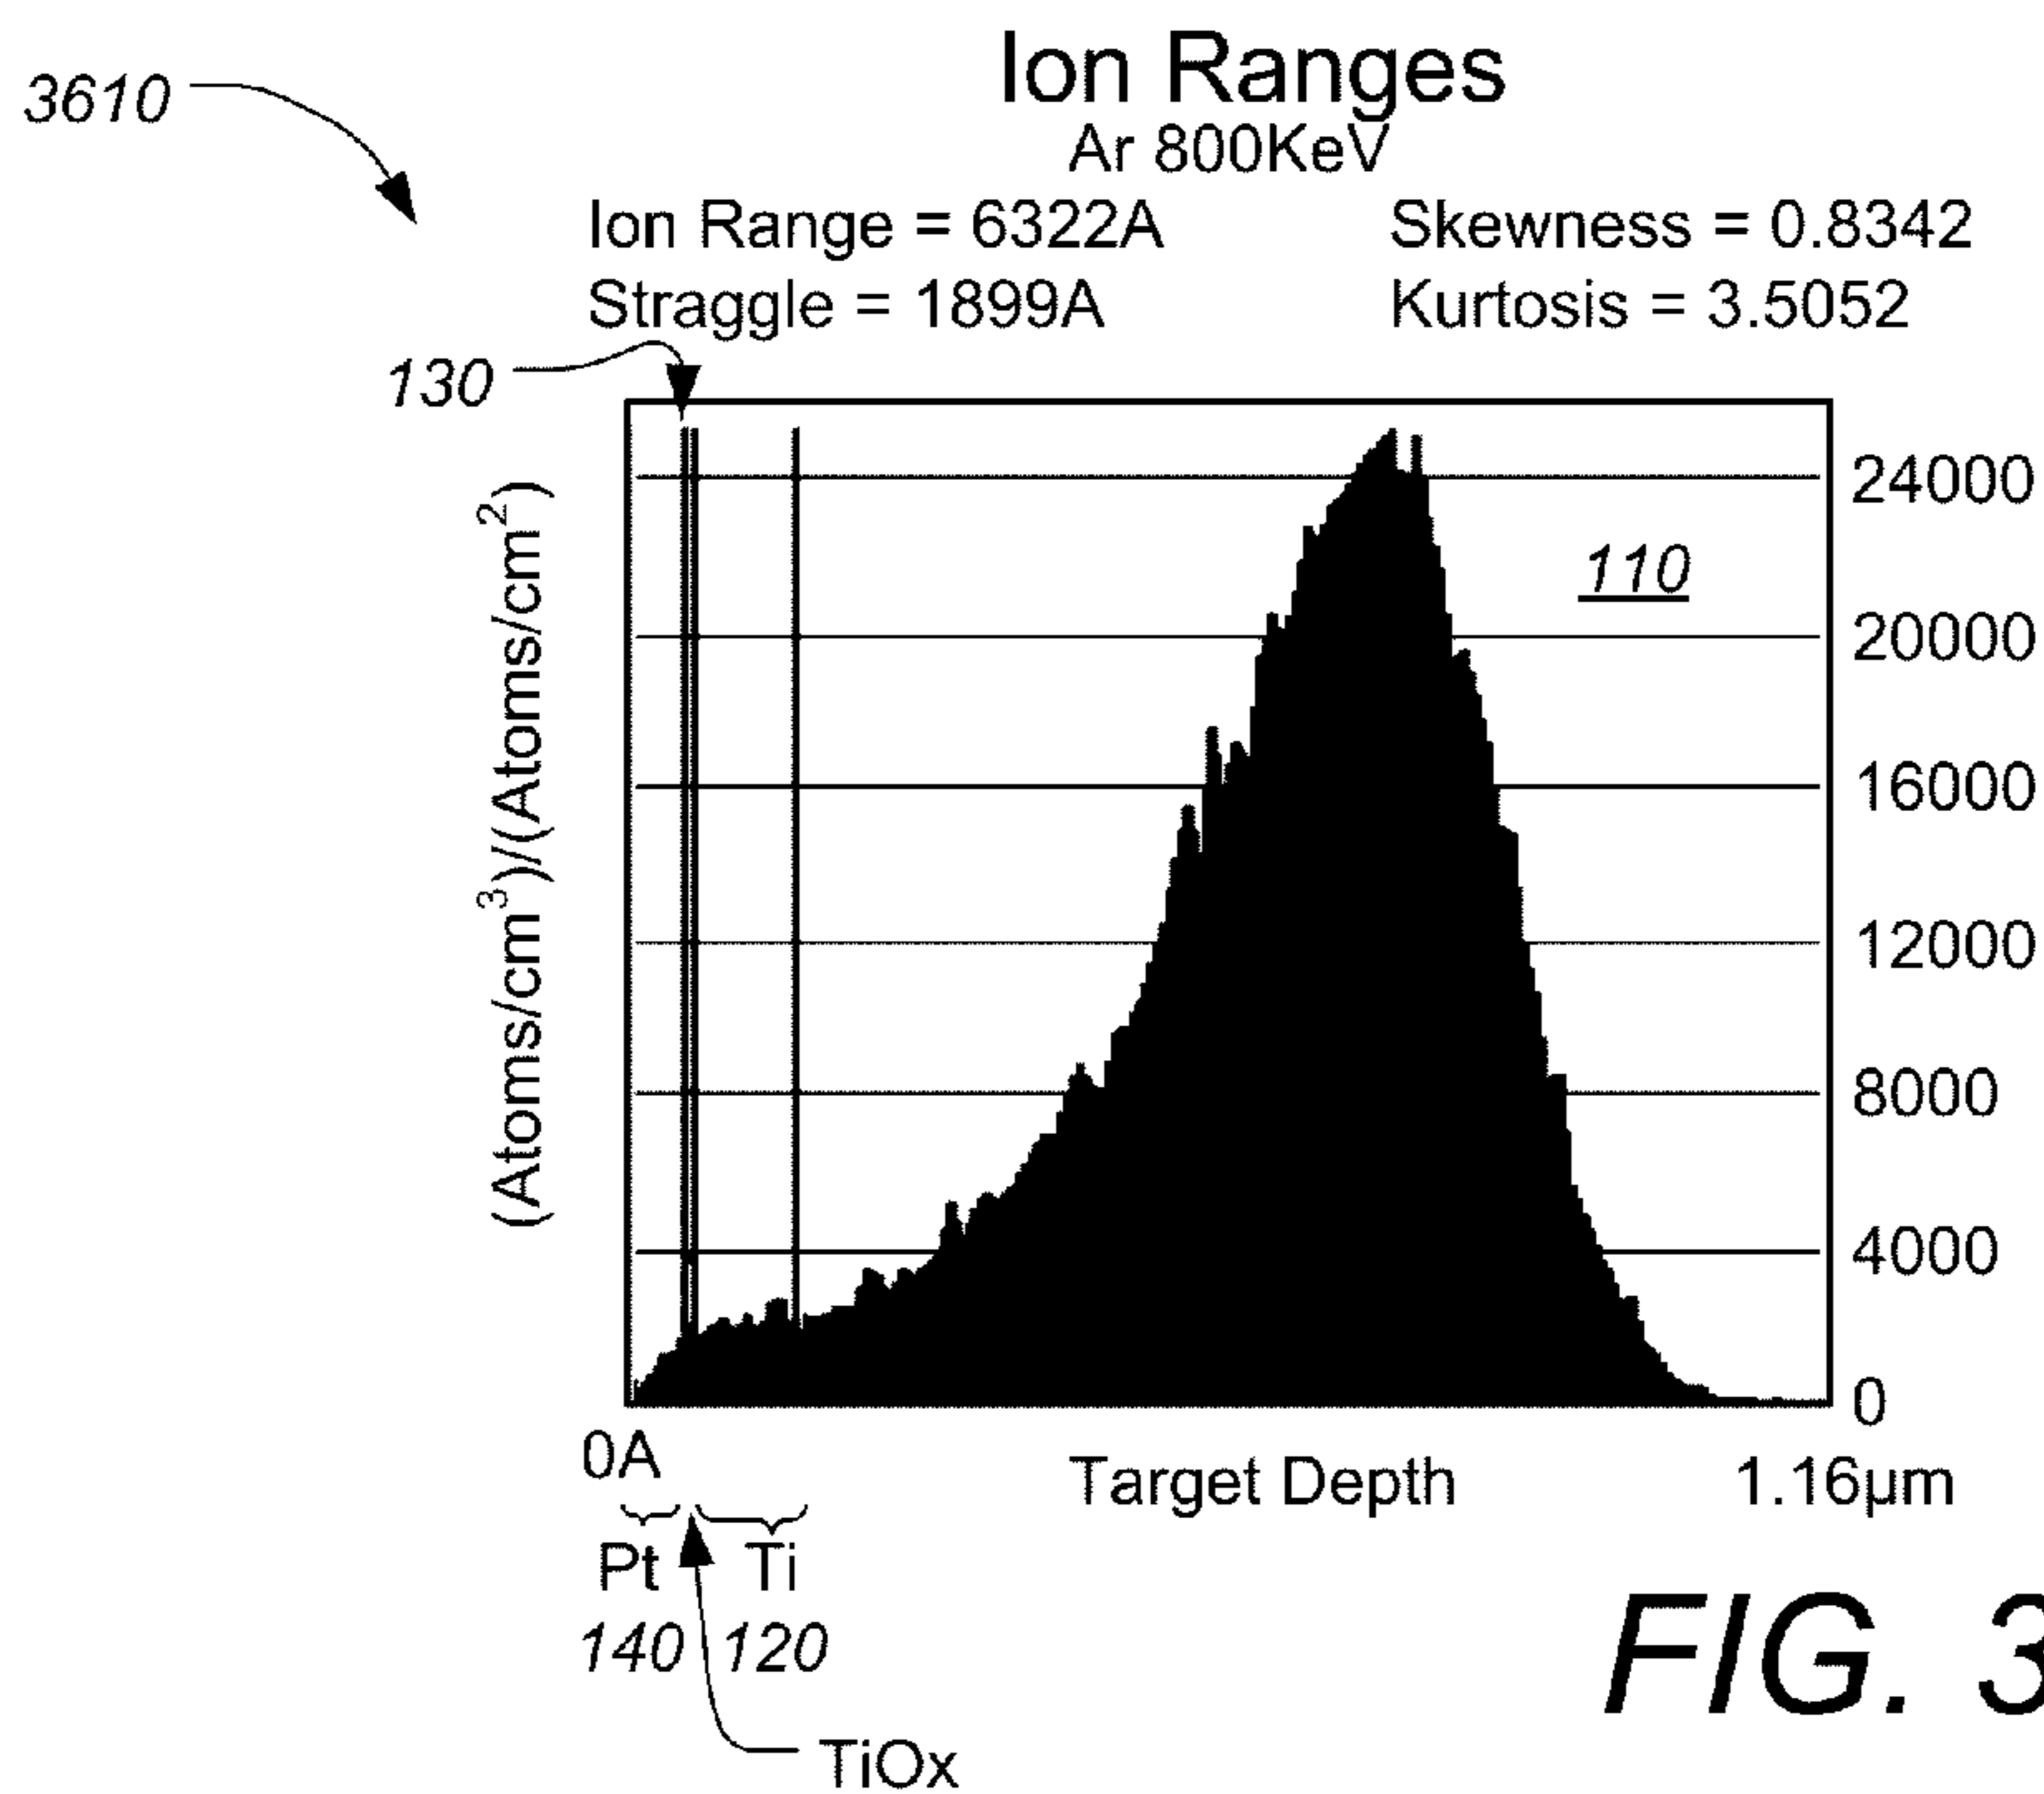 3610
Ion Ranges
Ar 800KeV
Ion Range = 6322A
Skewness = 0.8342
Straggle = 1899A
Kurtosis = 3.5052
130
(Atoms/cm³)/(Atoms/cm²)
24000
110
20000
16000
12000
8000
4000
0
0A
Target Depth
1.16µm
Pt
Ti
140
120
TiOx
FIG. 3